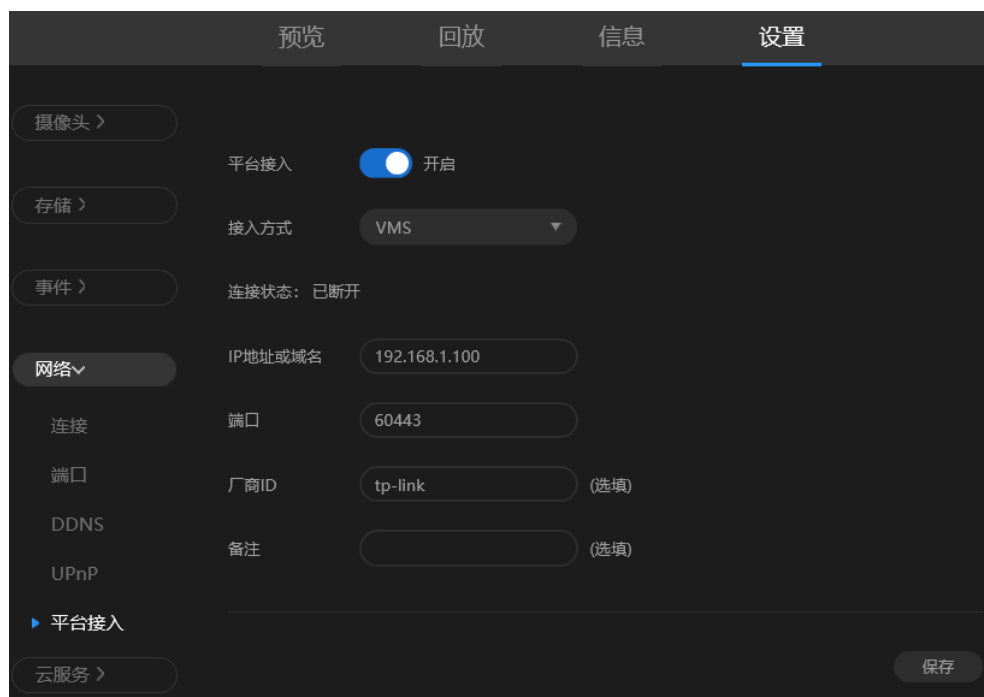 预览 回放 信息 设置
摄像头 >
平台接入 开启
存储 >
接入方式 VMS
事件 >
连接状态： 已断开
网络
IP地址或域名 192.168.1.100
连接
端口 60443
端口
厂商ID tp-link (选填)
DDNS
备注 (选填)
UPnP
平台接入
云服务 >
保存